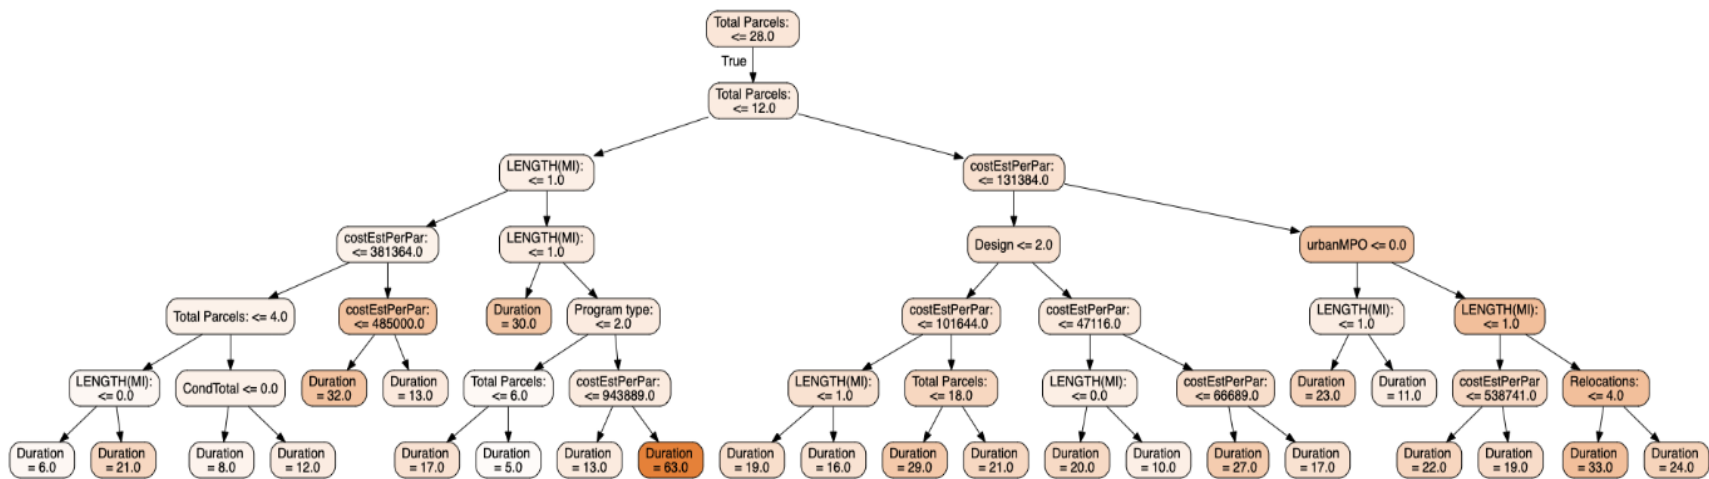 Total Parcels:
<= 28.0
True
Total Parcels:
<= 12.0
LENGTH(MI):
<= 1.0
costEstPerPar:
<= 131384.0
costEstPerPar:
<= 381364.0
LENGTH(MI):
<= 1.0
Design <= 2.0
urbanMPO <= 0.0
Total Parcels: <= 4.0
costEstPerPar:
<= 485000.0
Duration
= 30.0
Program type:
<= 2.0
costEstPerPar:
<= 101644.0
costEstPerPar:
<= 47116.0
LENGTH(MI):
<= 1.0
LENGTH(MI):
<= 1.0
LENGTH(MI):
<= 0.0
CondTotal <= 0.0
Duration
= 32.0
Duration
= 13.0
Total Parcels:
<= 6.0
costEstPerPar:
<= 943889.0
LENGTH(MI):
<= 1.0
Total Parcels:
<= 18.0
LENGTH(MI):
<= 0.0
costEstPerPar:
<= 66689.0
Duration
= 23.0
Duration
= 11.0
costEstPerPar
<= 538741.0
Relocations:
<= 4.0
Duration
= 6.0
Duration
= 21.0
Duration
= 8.0
Duration
= 12.0
Duration
= 17.0
Duration
= 5.0
Duration
= 13.0
Duration
= 63.0
Duration
= 19.0
Duration
= 16.0
Duration
= 29.0
Duration
= 21.0
Duration
= 20.0
Duration
= 10.0
Duration
= 27.0
Duration
= 17.0
Duration
= 22.0
Duration
= 19.0
Duration
= 33.0
Duration
= 24.0